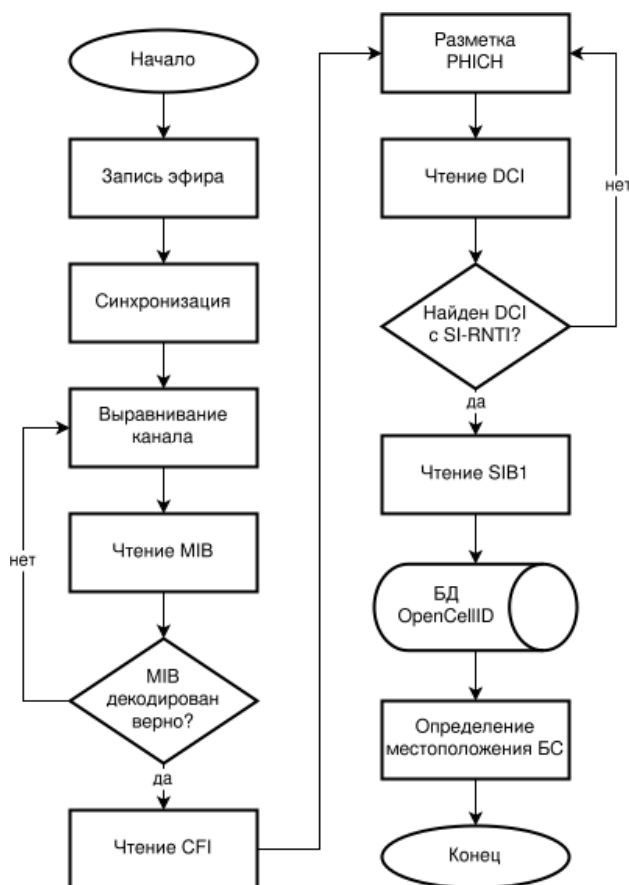 Начало
Запись эфира
Синхронизация
Выравнивание
канала
Чтение MIB
нет
MIB
декодирован
верно?
да
Чтение CFI
Разметка
PHICH
Чтение DCI
нет
Найден DCI
с SI-RNTI?
да
Чтение SIB1
БД
OpenCellID
Определение
местоположения БС
Конец